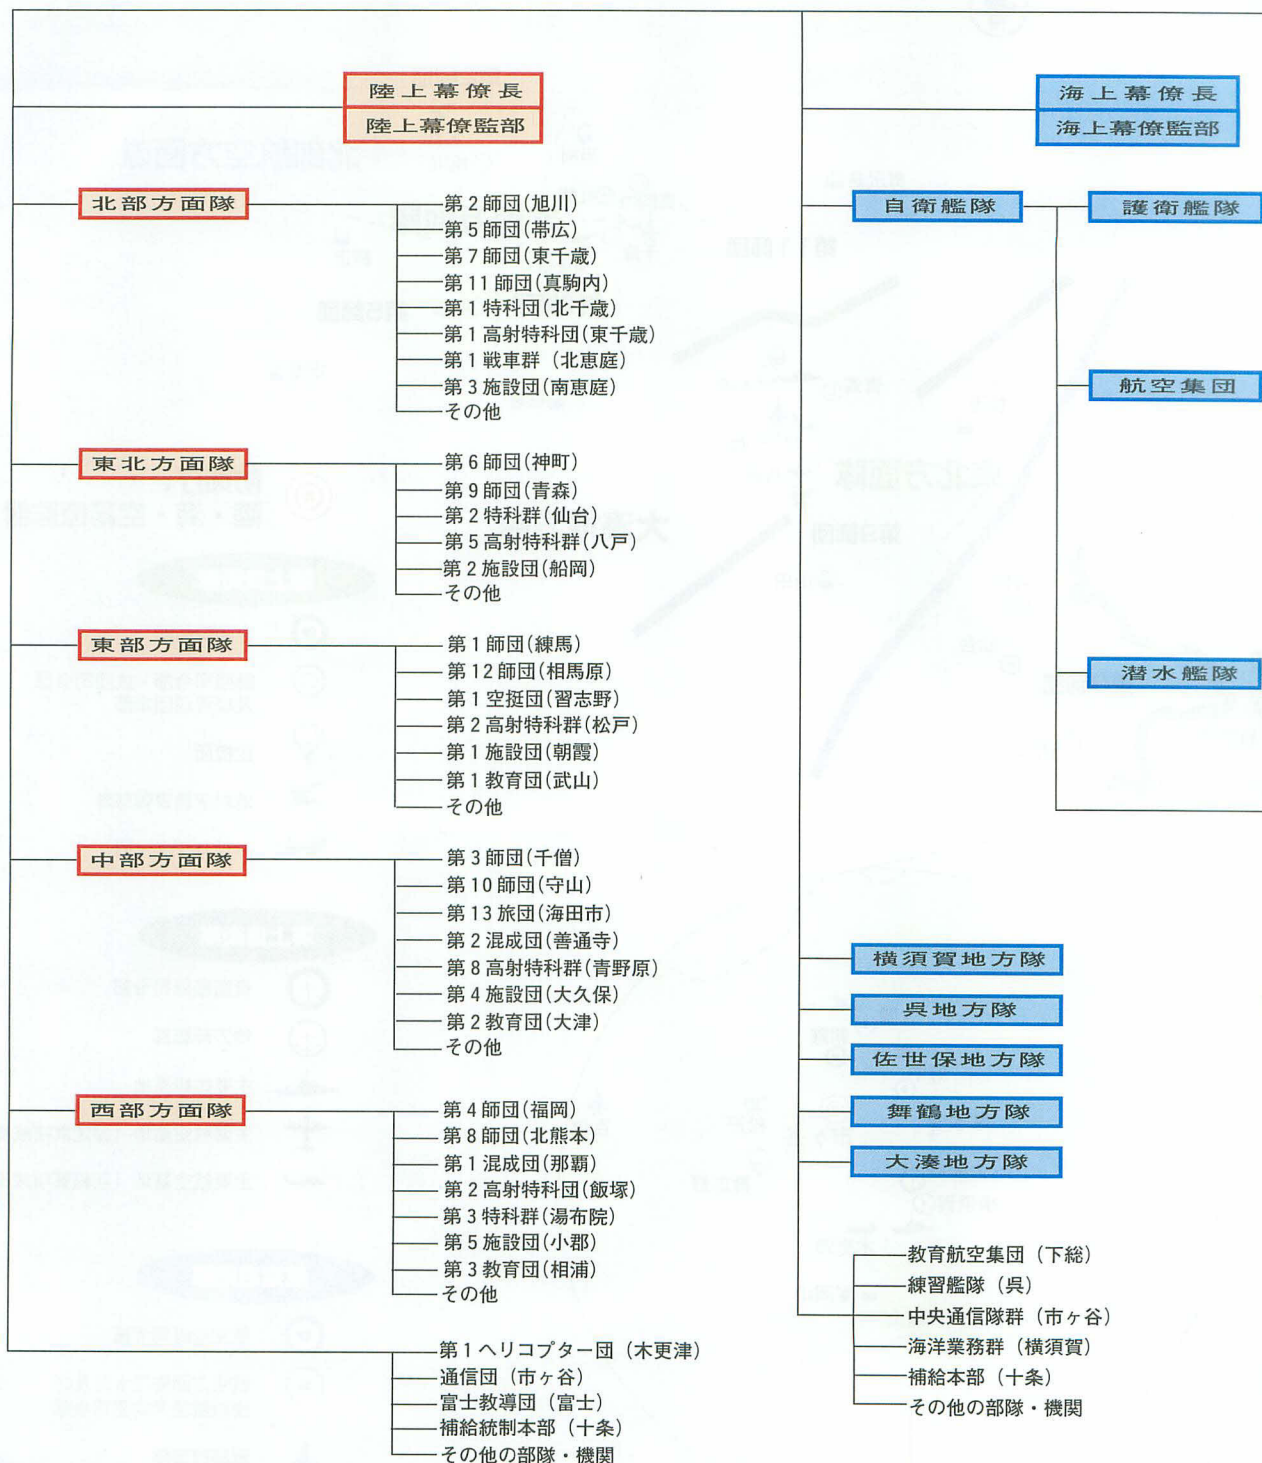 陸上幕僚長
陸上幕僚監部
北部方面隊
第2師団(旭川)
第5師団(帯広)
第7師団(東千歳)
第11師団(真駒内)
第1特科団(北千歳)
第1高射特科団(東千歳)
第1戦車群(北恵庭)
第3施設団(南恵庭)
その他
東北方面隊
第6師団(神町)
第9師団(青森)
第2特科群(仙台)
第5高射特科群(八戸)
第2施設団(船岡)
その他
東部方面隊
第1師団(練馬)
第12師団(相馬原)
第1空挺団(習志野)
第2高射特科群(松戸)
第1施設団(朝霞)
第1教育団(武山)
その他
中部方面隊
第3師団(千僧)
第10師団(守山)
第13旅団(海田市)
第2混成団(善通寺)
第8高射特科群(青野原)
第4施設団(大久保)
第2教育団(大津)
その他
西部方面隊
第4師団(福岡)
第8師団(北熊本)
第1混成団(那覇)
第2高射特科団(飯塚)
第3特科群(湯布院)
第5施設団(小郡)
第3教育団(相浦)
その他
第1ヘリコプター団(木更津)
通信団(市ヶ谷)
富士教導団(富士)
補給統制本部(十条)
その他の部隊・機関
海上幕僚長
海上幕僚監部
自衛艦隊
護衛艦隊
航空集団
潜水艦隊
横須賀地方隊
呉地方隊
佐世保地方隊
舞鶴地方隊
大湊地方隊
教育航空集団(下総)
練習艦隊(呉)
中央通信隊群(市ヶ谷)
海洋業務群(横須賀)
補給本部(十条)
その他の部隊・機関